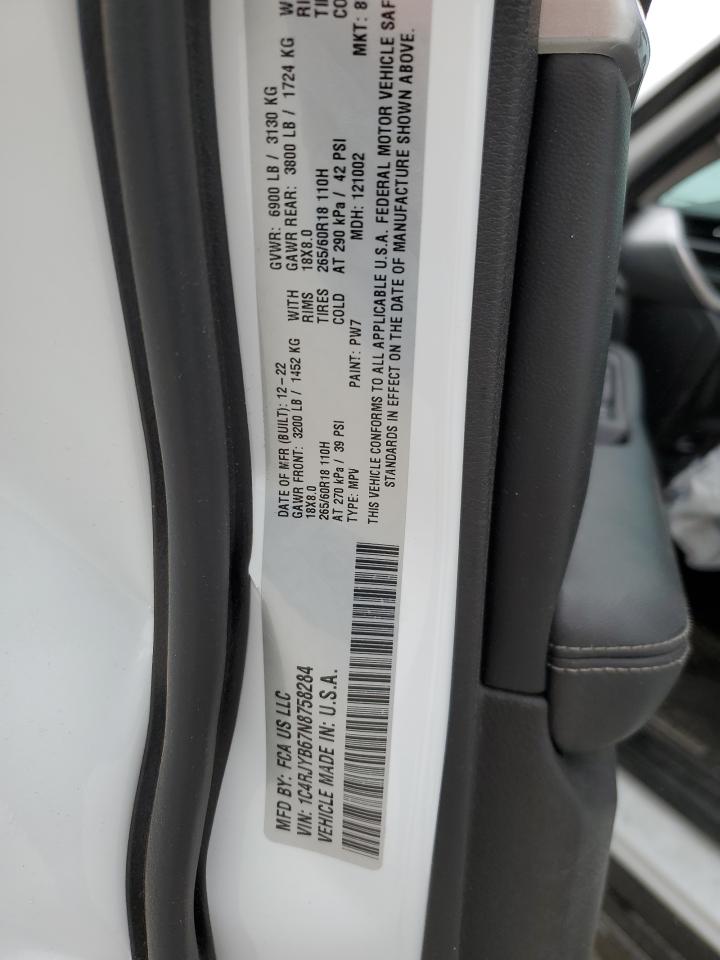 MFD BY: FCA US LLC
VIN: 1C4RJYB67N8758284
VEHICLE MADE IN: U.S.A.
DATE OF MFR (BUILT): 12-22
GAWR FRONT: 3200 LB / 1452 KG
18X8.0
265/60R18 110H
AT 270 kPa / 39 PSI
TYPE: MPV
GVWR: 6900 LB / 3130 KG
WITH GAWR REAR: 3800 LB / 1724 KG
RIMS 18X8.0
TIRES 265/60R18 110H
COLD AT 290 kPa / 42 PSI
PAINT: PW7
MDH: 121002
MKT: 8
THIS VEHICLE CONFORMS TO ALL APPLICABLE U.S.A. FEDERAL MOTOR VEHICLE SAF
STANDARDS IN EFFECT ON THE DATE OF MANUFACTURE SHOWN ABOVE.